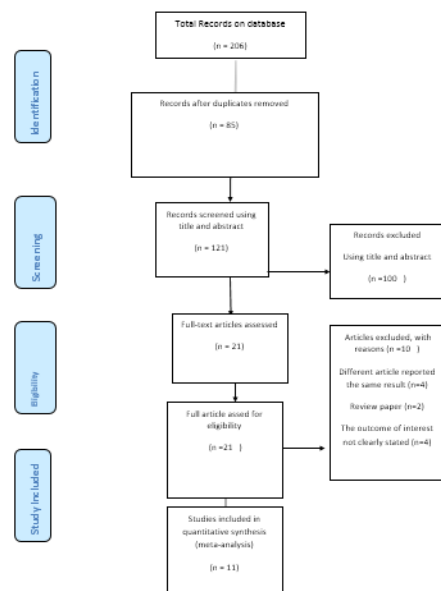 Total Records on database
(n = 206)
Identification
Records after duplicates removed
(n = 85)
Records screened using
title and abstract
(n = 121)
Screening
Records excluded
Using title and abstract
(n =100 )
Full-text articles assessed
(n = 21)
Eligibility
Articles excluded, with
reasons (n =10 )
Different article reported
the same result (n=4)
Review paper (n=2)
The outcome of interest
not clearly stated (n=4)
Full article assed for
eligibility
(n =21 )
Study Included
Studies included in
quantitative synthesis
(meta-analysis)
(n = 11)